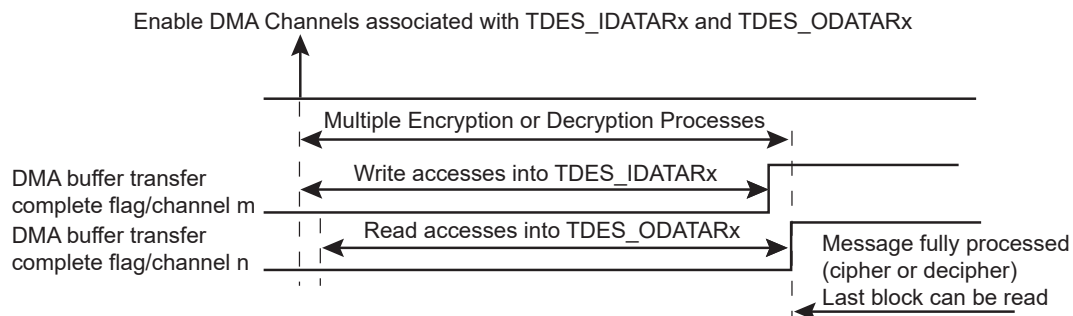 Enable DMA Channels associated with TDES_IDATARx and TDES_ODATARx
Multiple Encryption or Decryption Processes
Write accesses into TDES_IDATARx
DMA buffer transfer
complete flag/channel m
Read accesses into TDES_ODATARx
DMA buffer transfer
complete flag/channel n
Message fully processed
(cipher or decipher)
Last block can be read